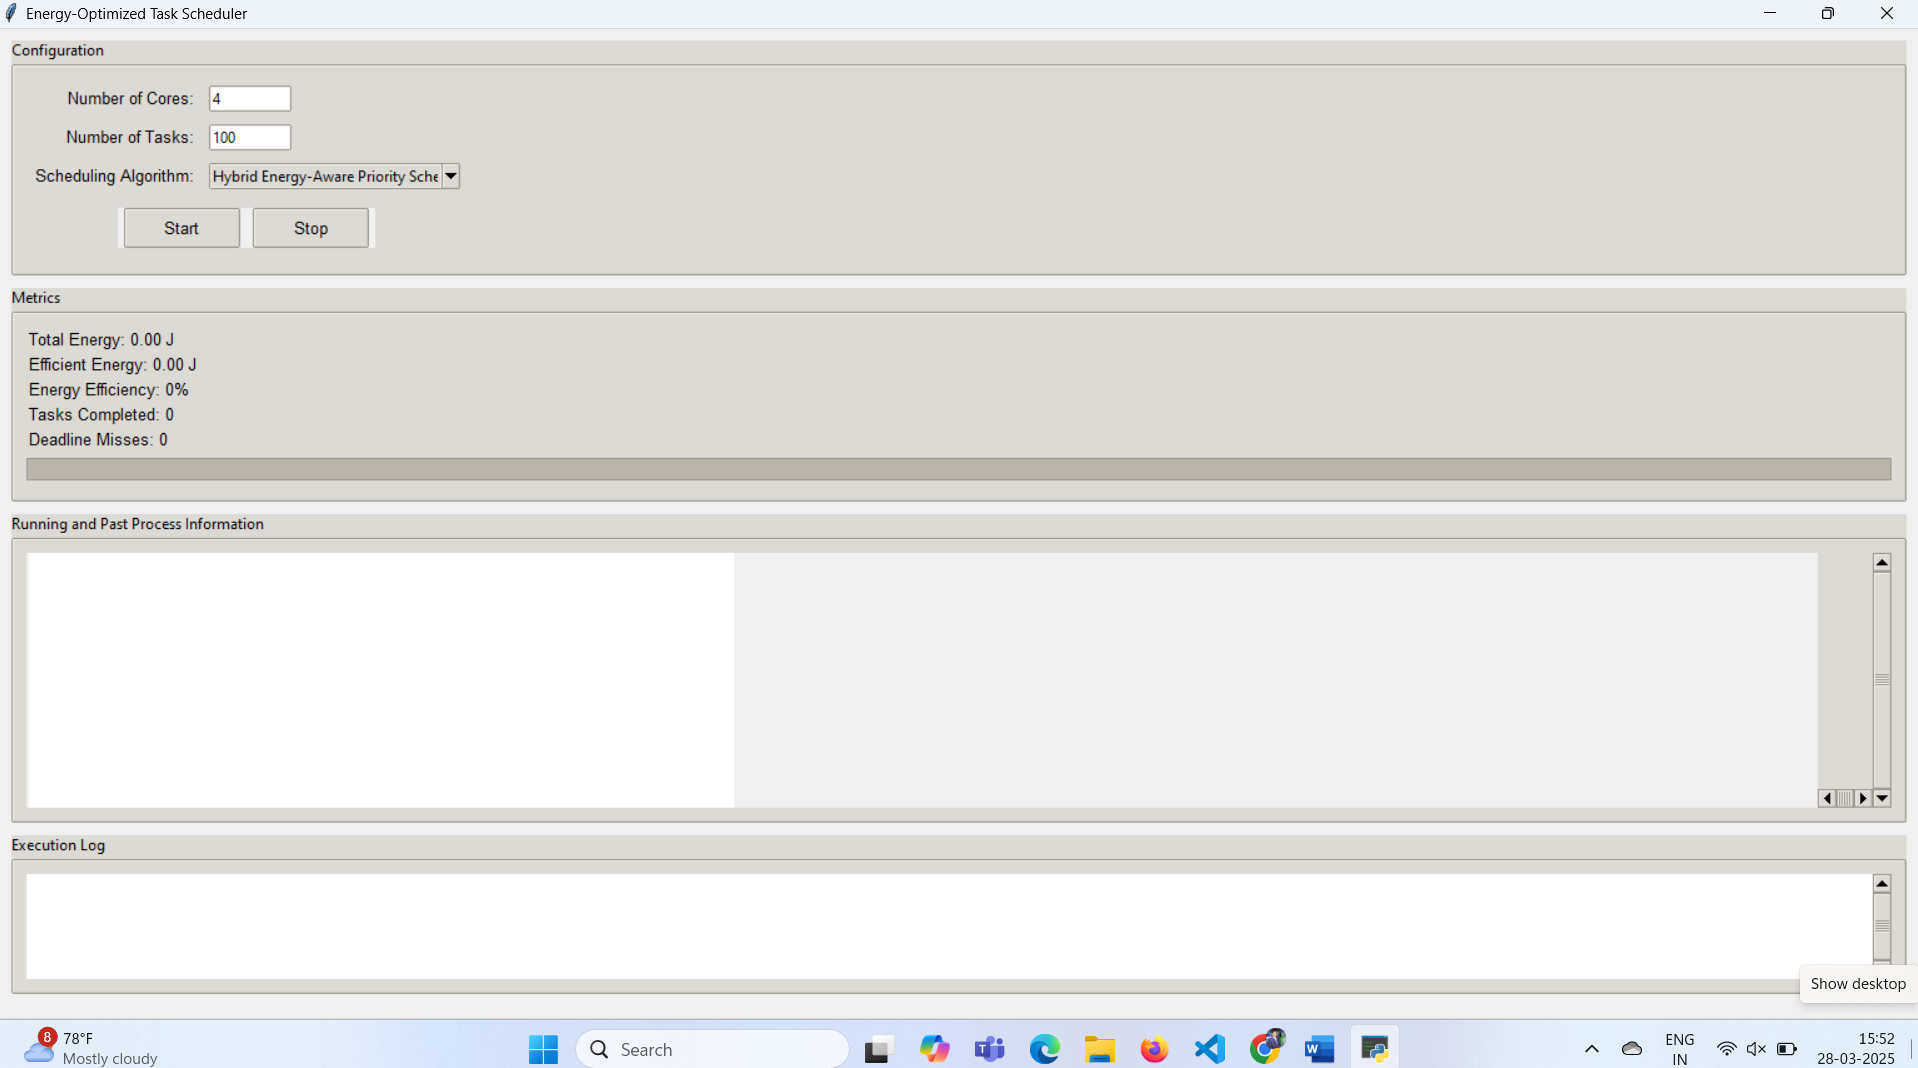 Energy-Optimized Task Scheduler
Configuration
Number of Cores: 4
Number of Tasks: 100
Scheduling Algorithm: Hybrid Energy-Aware Priority Sche
Start Stop
Metrics
Total Energy: 0.00 J
Efficient Energy: 0.00 J
Energy Efficiency: 0%
Tasks Completed: 0
Deadline Misses: 0
Running and Past Process Information
Execution Log
Show desktop
8 78°F
Mostly cloudy
Search
ENG
IN
15:52
28-03-2025